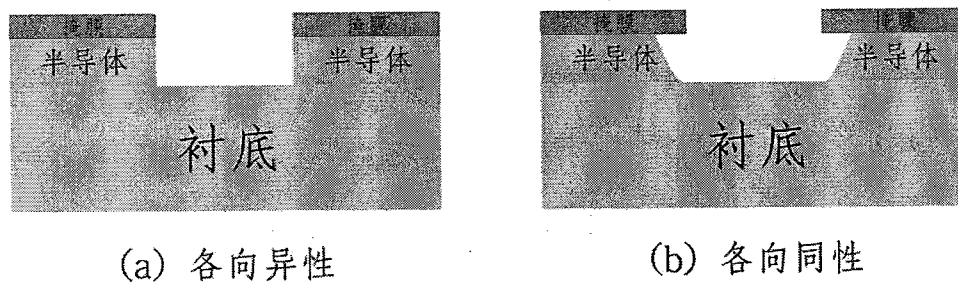 掩膜 掩膜 掩膜 掩膜
半导体 半导体 半导体 半导体
衬底 衬底
(a) 各向异性 (b) 各向同性